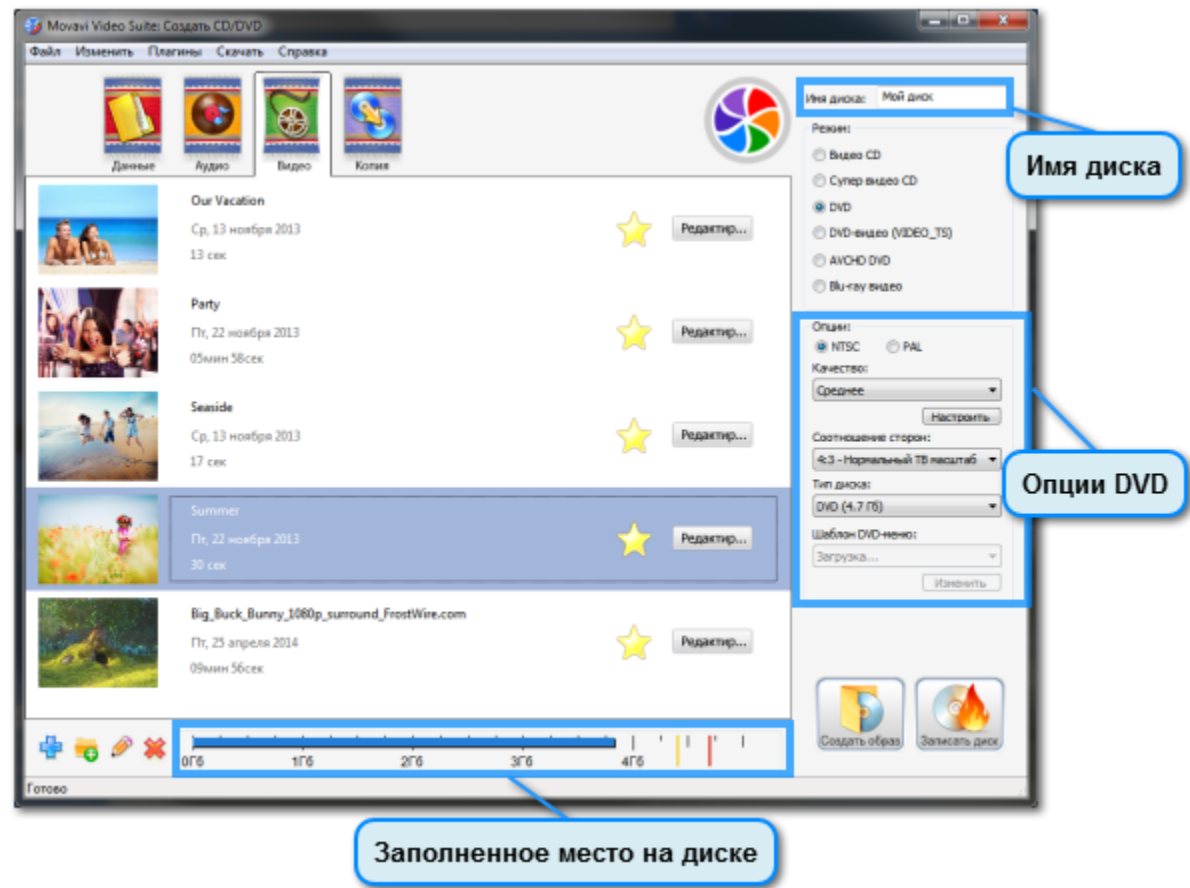 Movavi Video Suite: Создать CD/DVD
Файл Изменить Плагины Скачать Справка
Данные Аудио Видео Копия
Имя диска: Мой диск
Имя диска
Режим:
Видео CD
Супер видео CD
DVD
DVD-видео (VIDEO_TS)
AVCHD DVD
Blu-ray видео
Our Vacation
Ср, 13 ноября 2013
13 сек
Редактир...
Party
Пт, 22 ноября 2013
05мин 58сек
Редактир...
Seaside
Ср, 13 ноября 2013
17 сек
Редактир...
Summer
Пт, 22 ноября 2013
30 сек
Редактир...
Big_Buck_Bunny_1080p_surround_FrostWire.com
Пт, 25 апреля 2014
09мин 56сек
Редактир...
Опции:
NTSC PAL
Качество:
Среднее
Настроить
Соотношение сторон:
4:3 - Нормальный ТВ масштаб
Тип диска:
DVD (4.7 Гб)
Шаблон DVD-меню:
Загрузка...
Изменить
Опции DVD
Создать образ Записать диск
0Гб 1Гб 2Гб 3Гб 4Гб
Готово
Заполненное место на диске